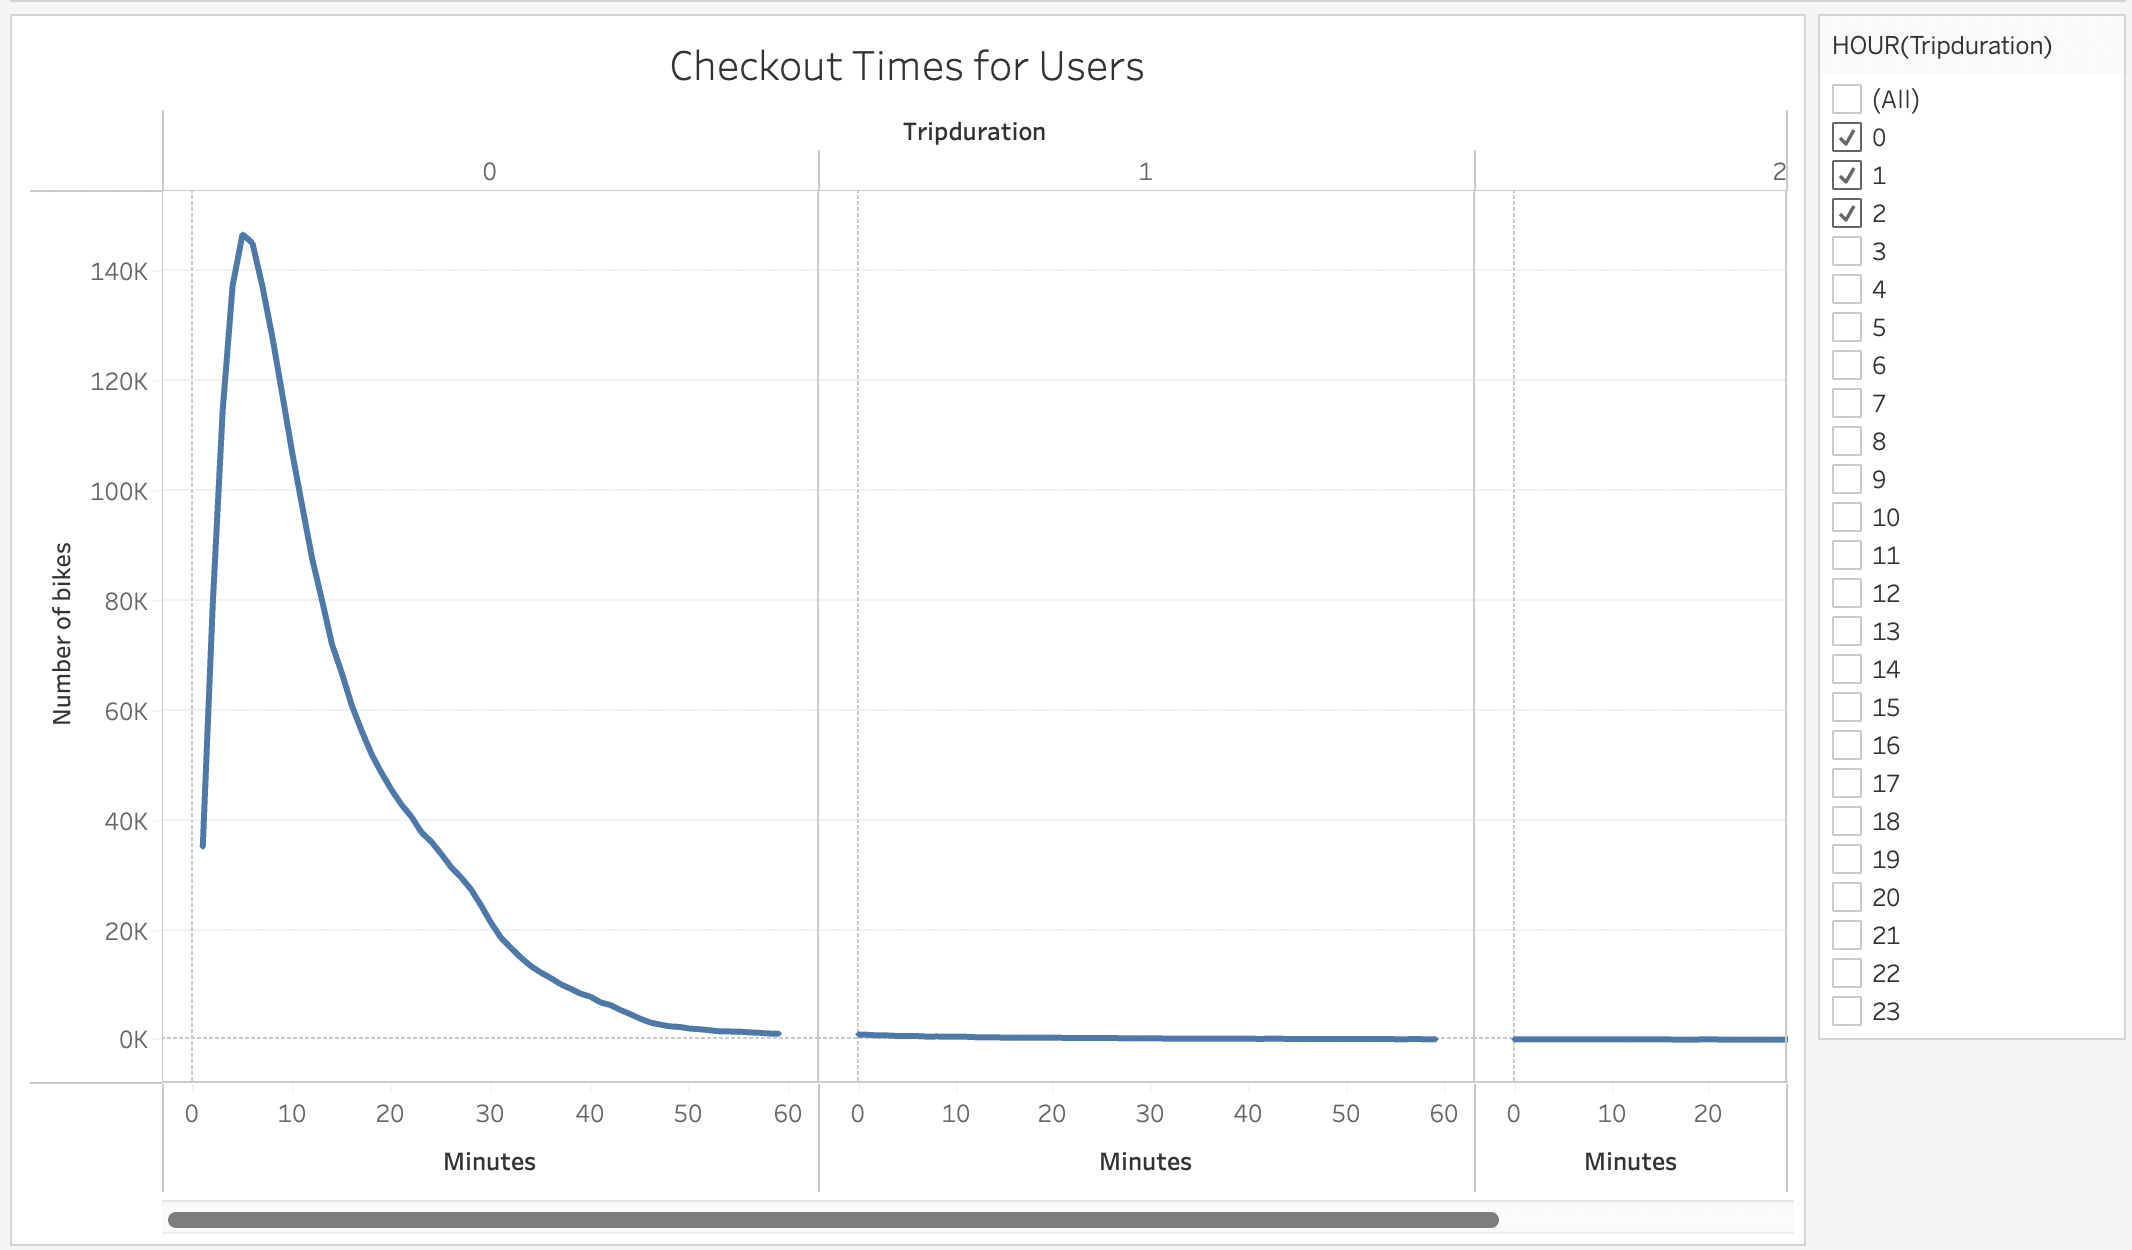 Checkout Times for Users
Tripduration
0 1 2
140K
120K
100K
80K
60K
40K
20K
0K
Number of bikes
0 10 20 30 40 50 60 0 10 20 30 40 50 60 0 10 20
Minutes Minutes Minutes
HOUR(Tripduration)
(All)
0
1
2
3
4
5
6
7
8
9
10
11
12
13
14
15
16
17
18
19
20
21
22
23